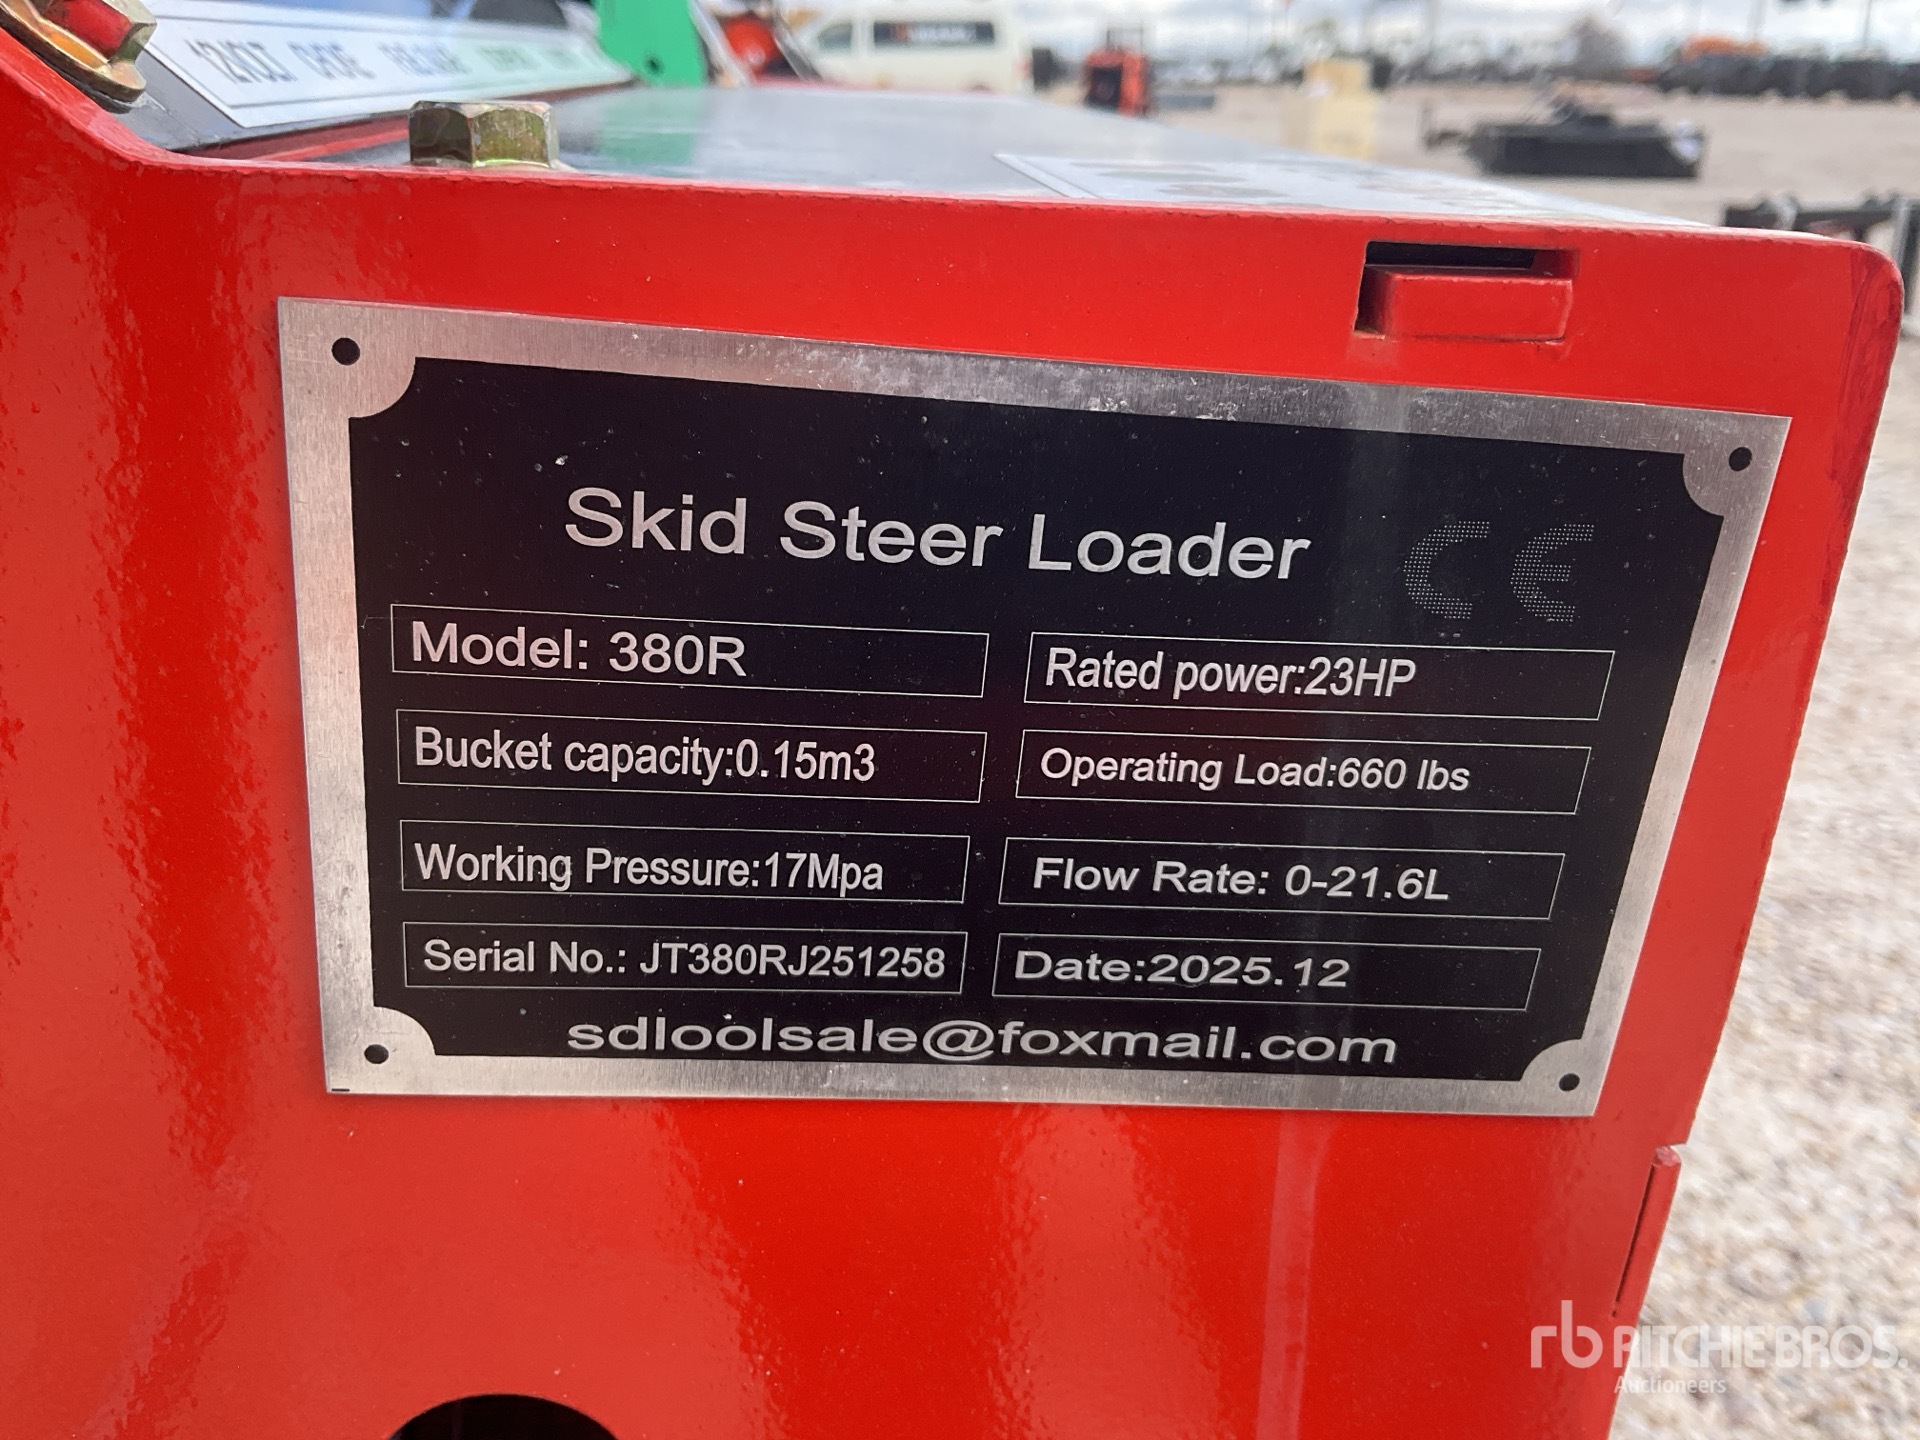 Skid Steer Loader CE
Model: 380R
Rated power:23HP
Bucket capacity:0.15m3
Operating Load:660 lbs
Working Pressure:17Mpa
Flow Rate: 0-21.6L
Serial No.: JT380RJ251258
Date:2025.12
sdloolsale@foxmail.com
rb RITCHIE BROS.
Auctioneers